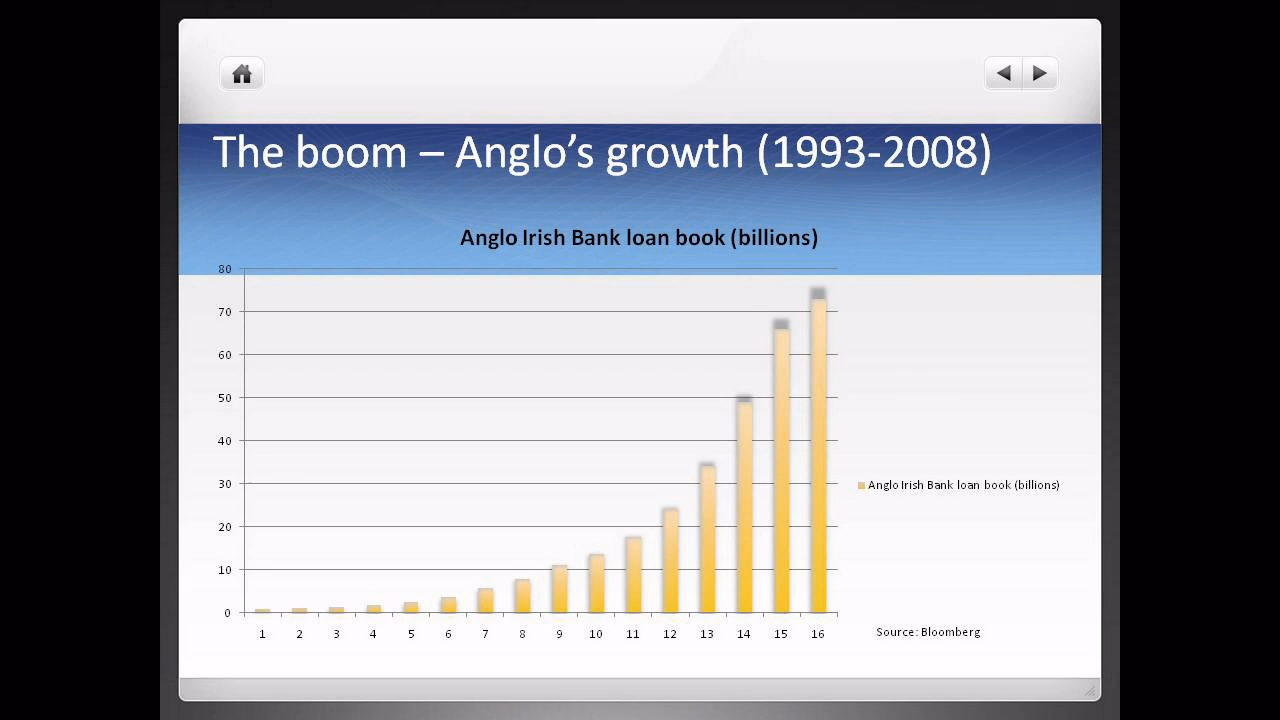 The boom – Anglo’s growth (1993-2008)
Anglo Irish Bank loan book (billions)
80
70
60
50
40
30
20
10
0
1 2 3 4 5 6 7 8 9 10 11 12 13 14 15 16
Anglo Irish Bank loan book (billions)
Source: Bloomberg